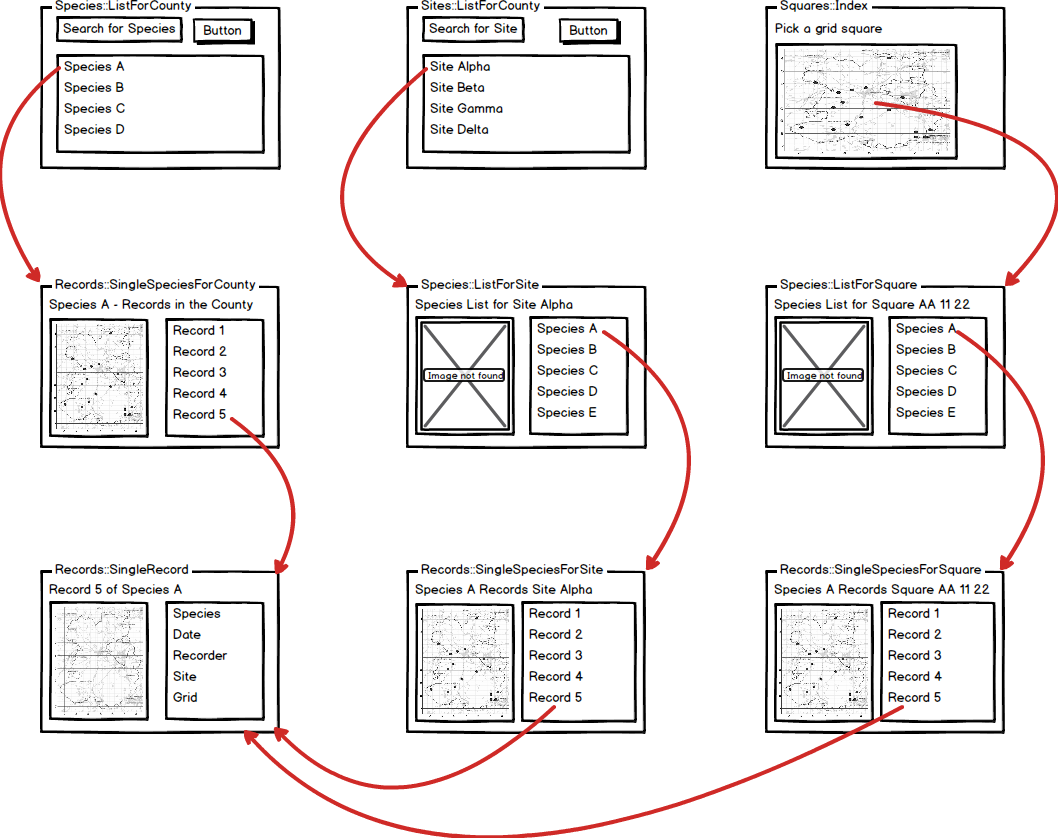 Species::ListForCounty
Search for Species
Button
Species A
Species B
Species C
Species D
Sites::ListForCounty
Search for Site
Button
Site Alpha
Site Beta
Site Gamma
Site Delta
Squares::Index
Pick a grid square
Records::SingleSpeciesForCounty
Species A - Records in the County
Record 1
Record 2
Record 3
Record 4
Record 5
Species::ListForSite
Species List for Site Alpha
Image not found
Species A
Species B
Species C
Species D
Species E
Species::ListForSquare
Species List for Square AA 11 22
Image not found
Species A
Species B
Species C
Species D
Species E
Records::SingleRecord
Record 5 of Species A
Species
Date
Recorder
Site
Grid
Records::SingleSpeciesForSite
Species A Records Site Alpha
Record 1
Record 2
Record 3
Record 4
Record 5
Records::SingleSpeciesForSquare
Species A Records Square AA 11 22
Record 1
Record 2
Record 3
Record 4
Record 5